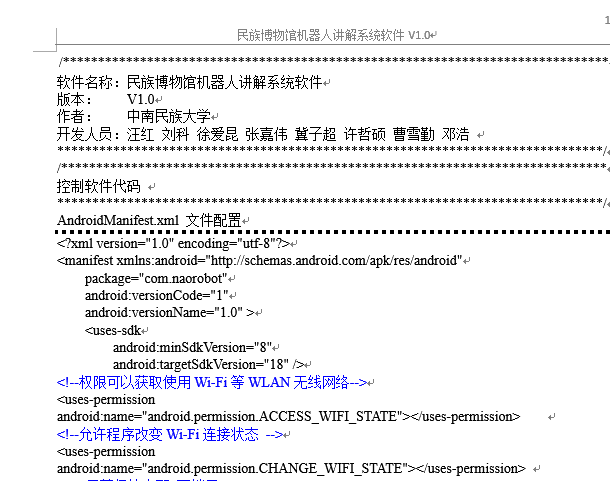 1
民族博物馆机器人讲解系统软件 V1.0
/******************************************************************************
软件名称：民族博物馆机器人讲解系统软件
版本： V1.0
作者： 中南民族大学
开发人员：汪红 刘科 徐爱昆 张嘉伟 冀子超 许哲硕 曹雪勤 邓浩
******************************************************************************/
/******************************************************************************
控制软件代码
******************************************************************************/
AndroidManifest.xml 文件配置
<?xml version="1.0" encoding="utf-8"?>
<manifest xmlns:android="http://schemas.android.com/apk/res/android"
package="com.naorobot"
android:versionCode="1"
android:versionName="1.0" >
<uses-sdk
android:minSdkVersion="8"
android:targetSdkVersion="18" />
<!--权限可以获取使用 Wi-Fi 等 WLAN 无线网络-->
<uses-permission
android:name="android.permission.ACCESS_WIFI_STATE"></uses-permission>
<!--允许程序改变 Wi-Fi 连接状态 -->
<uses-permission
android:name="android.permission.CHANGE_WIFI_STATE"></uses-permission>